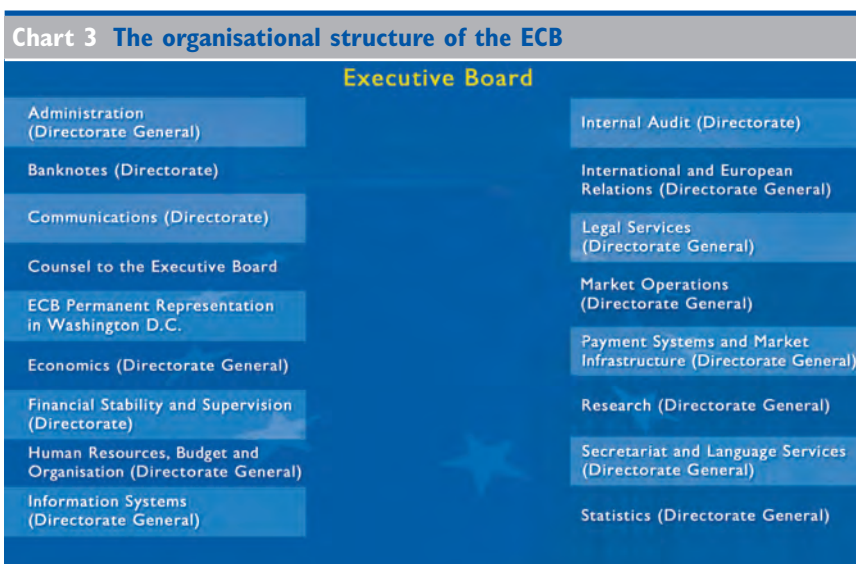 Chart 3 The organisational structure of the ECB
Executive Board
Administration
(Directorate General)
Banknotes (Directorate)
Communications (Directorate)
Counsel to the Executive Board
ECB Permanent Representation
in Washington D.C.
Economics (Directorate General)
Financial Stability and Supervision
(Directorate)
Human Resources, Budget and
Organisation (Directorate General)
Information Systems
(Directorate General)
Internal Audit (Directorate)
International and European
Relations (Directorate General)
Legal Services
(Directorate General)
Market Operations
(Directorate General)
Payment Systems and Market
Infrastructure (Directorate General)
Research (Directorate General)
Secretariat and Language Services
(Directorate General)
Statistics (Directorate General)